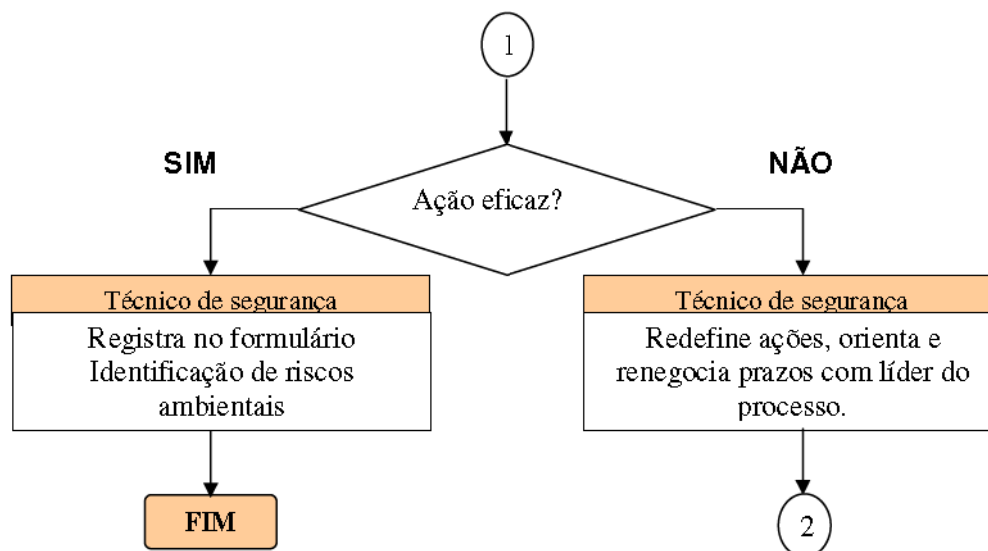 1
SIM
NÃO
Ação eficaz?
Técnico de segurança
Registra no formulário
Identificação de riscos
ambientais
Técnico de segurança
Redefine ações, orienta e
renegocia prazos com líder do
processo.
FIM
2